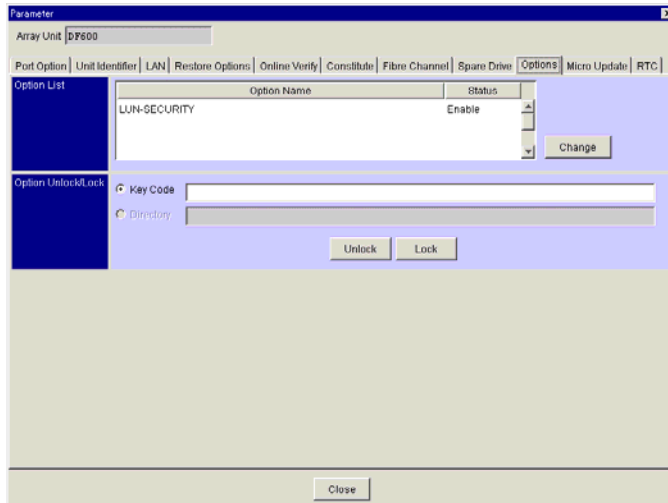 Parameter
Array Unit DF600
Port Option Unit Identifier LAN Restore Options Online Verify Constitute Fibre Channel Spare Drive Options Micro Update RTC
Option List
Option Name Status
LUN-SECURITY Enable
Change
Option Unlock/Lock
Key Code
Directory
Unlock Lock
Close